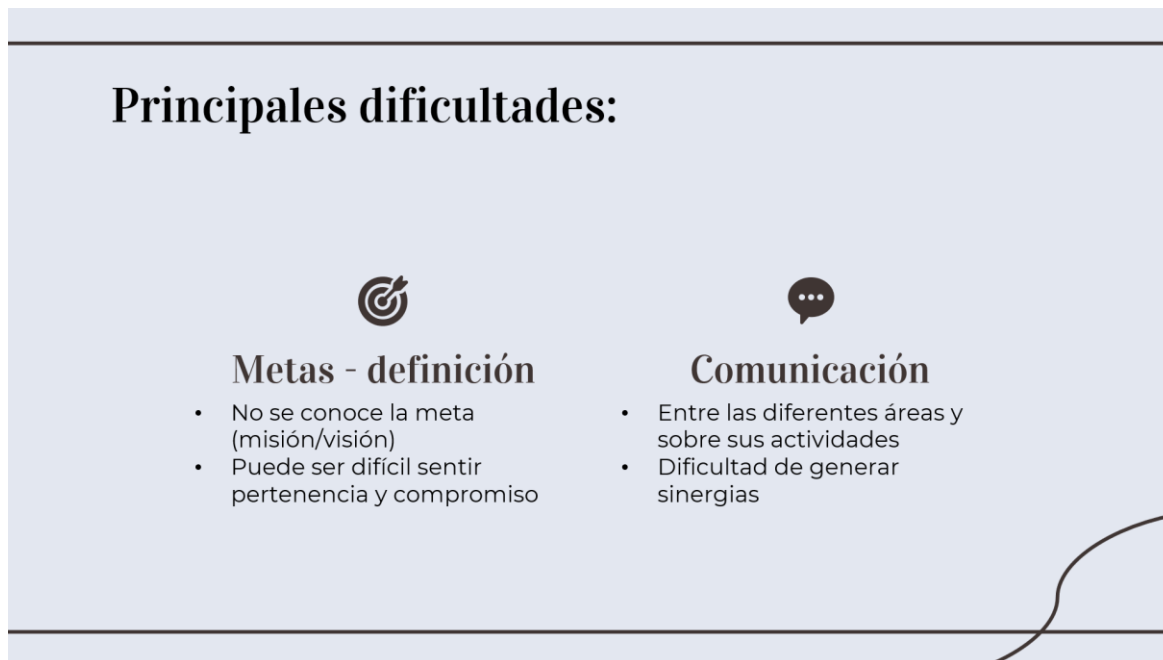 Principales dificultades:
Metas - definición
• No se conoce la meta
(misión/visión)
• Puede ser difícil sentir
pertenencia y compromiso
Comunicación
• Entre las diferentes áreas y
sobre sus actividades
• Dificultad de generar
sinergias